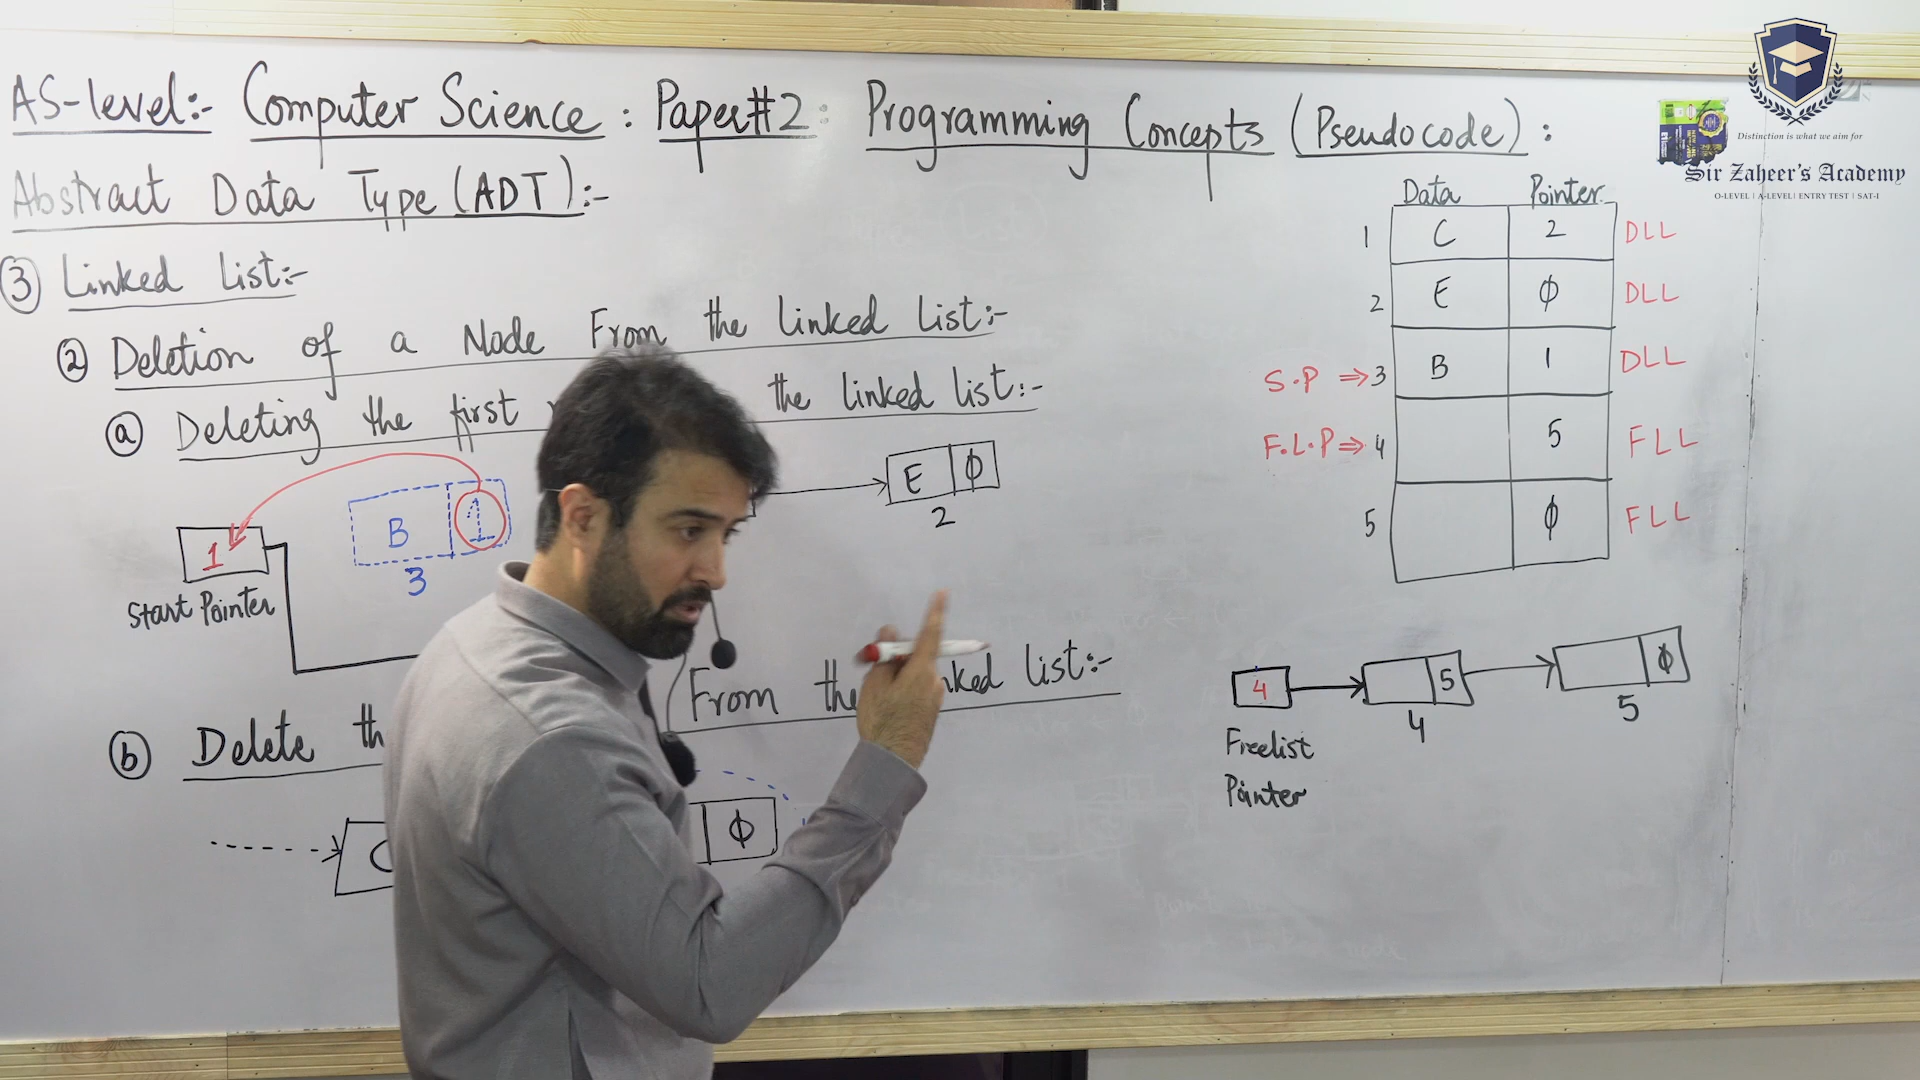 AS-level:- Computer Science : Paper#2 : Programming Concepts (Pseudocode) :
Abstract Data Type (ADT):-
③ Linked List:-
② Deletion of a Node From the linked list:-
ⓐ Deleting the first the linked list:-
1
Start Pointer
B 1
3
E ϕ
2
ⓑ Delete th From the linked list:-
C
ϕ
Data Pointer
1 C 2 DLL
2 E ϕ DLL
S.P ⇒ 3 B 1 DLL
F.L.P ⇒ 4 5 FLL
5 ϕ FLL
4
5
4
ϕ
5
Freelist
Pointer
Distinction is what we aim for
Sir Zaheer's Academy
O-LEVEL | A-LEVEL | ENTRY TEST | SAT-I